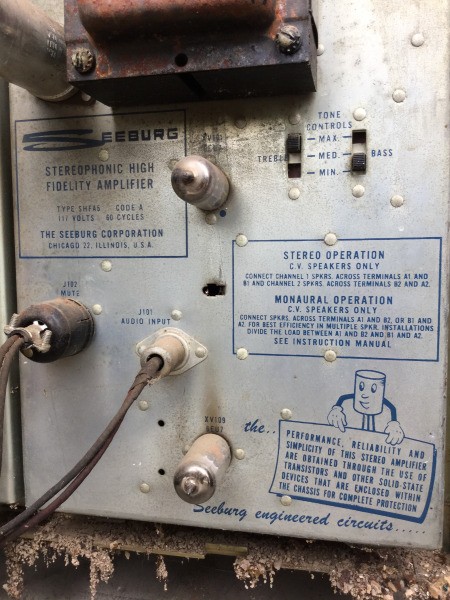 SEEBURG
STEREOPHONIC HIGH
FIDELITY AMPLIFIER
TYPE SHFA5 CODE A
117 VOLTS 60 CYCLES
THE SEEBURG CORPORATION
CHICAGO 22, ILLINOIS, U.S.A.
TONE
CONTROLS
MAX.
TREBLE MED. BASS
MIN.
STEREO OPERATION
C.V. SPEAKERS ONLY
CONNECT CHANNEL 1 SPKRS. ACROSS TERMINALS A1 AND
B1 AND CHANNEL 2 SPKRS. ACROSS TERMINALS B2 AND A2.
MONAURAL OPERATION
C.V. SPEAKERS ONLY
CONNECT SPKRS. ACROSS TERMINALS A1 AND B2, OR B1 AND
A2. FOR BEST EFFICIENCY IN MULTIPLE SPKR. INSTALLATIONS
DIVIDE THE LOAD BETWEEN A1 AND B2 AND B1 AND A2.
SEE INSTRUCTION MANUAL
J102
MUTE
J101
AUDIO INPUT
XV109
the..
PERFORMANCE, RELIABILITY AND
SIMPLICITY OF THIS STEREO AMPLIFIER
ARE OBTAINED THROUGH THE USE OF
TRANSISTORS AND OTHER SOLID-STATE
DEVICES THAT ARE ENCLOSED WITHIN
THE CHASSIS FOR COMPLETE PROTECTION
Seeburg engineered circuits.....